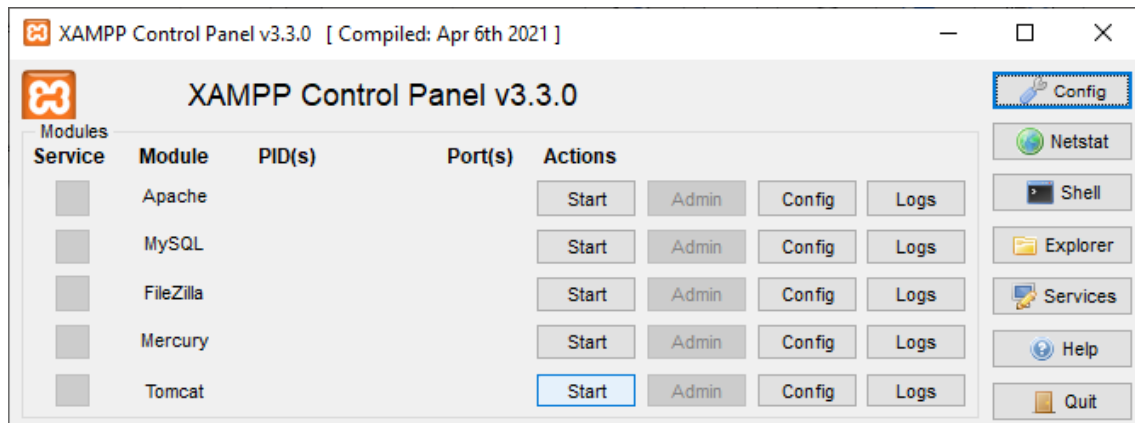 XAMPP Control Panel v3.3.0 [ Compiled: Apr 6th 2021 ]
XAMPP Control Panel v3.3.0
Config
Modules
Netstat
Service Module PID(s) Port(s) Actions
Apache Start Admin Config Logs
Shell
MySQL Start Admin Config Logs
Explorer
FileZilla Start Admin Config Logs
Services
Mercury Start Admin Config Logs
Help
Tomcat Start Admin Config Logs
Quit